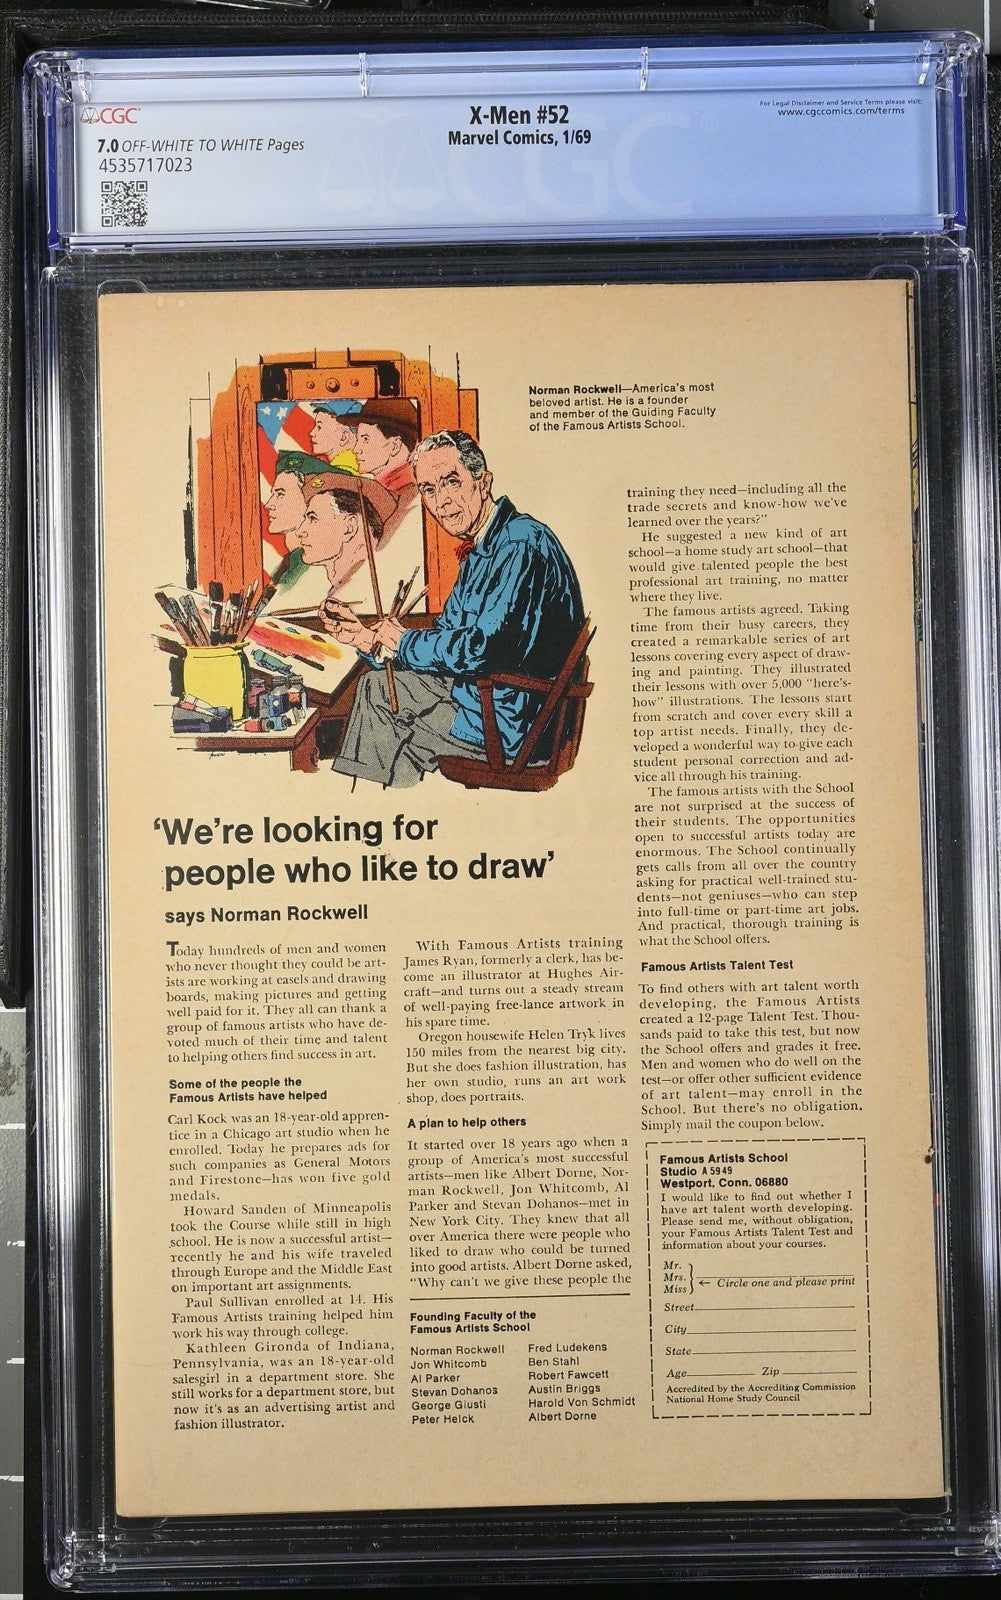 CGC
7.0 OFF-WHITE TO WHITE Pages
4535717023
X-Men #52
Marvel Comics, 1/69
For Legal Disclaimer and Service Terms please visit:
www.cgccomics.com/terms
CGC
Norman Rockwell—America's most
beloved artist. He is a founder
and member of the Guiding Faculty
of the Famous Artists School.
'We're looking for
people who like to draw'
says Norman Rockwell
Today hundreds of men and women
who never thought they could be art-
ists are working at easels and drawing
boards, making pictures and getting
well paid for it. They all can thank a
group of famous artists who have de-
voted much of their time and talent
to helping others find success in art.
Some of the people the
Famous Artists have helped
Carl Kock was an 18-year-old appren-
tice in a Chicago art studio when he
enrolled. Today he prepares ads for
such companies as General Motors
and Firestone—has won five gold
medals.
Howard Sanden of Minneapolis
took the Course while still in high
school. He is now a successful artist—
recently he and his wife traveled
through Europe and the Middle East
on important art assignments.
Paul Sullivan enrolled at 14. His
Famous Artists training helped him
work his way through college.
Kathleen Gironda of Indiana,
Pennsylvania, was an 18-year-old
salesgirl in a department store. She
still works for a department store, but
now it's as an advertising artist and
fashion illustrator.
With Famous Artists training
James Ryan, formerly a clerk, has be-
come an illustrator at Hughes Air-
craft—and turns out a steady stream
of well-paying free-lance artwork in
his spare time.
Oregon housewife Helen Tryk lives
150 miles from the nearest big city.
But she does fashion illustration, has
her own studio, runs an art work
shop, does portraits.
A plan to help others
It started over 18 years ago when a
group of America's most successful
artists—men like Albert Dorne, Nor-
man Rockwell, Jon Whitcomb, Al
Parker and Stevan Dohanos—met in
New York City. They knew that all
over America there were people who
liked to draw who could be turned
into good artists. Albert Dorne asked,
"Why can't we give these people the
training they need—including all the
trade secrets and know-how we've
learned over the years?"
He suggested a new kind of art
school—a home study art school—that
would give talented people the best
professional art training, no matter
where they live.
The famous artists agreed. Taking
time from their busy careers, they
created a remarkable series of art
lessons covering every aspect of draw-
ing and painting. They illustrated
their lessons with over 5,000 "here's-
how" illustrations. The lessons start
from scratch and cover every skill a
top artist needs. Finally, they de-
veloped a wonderful way to give each
student personal correction and ad-
vice all through his training.
The famous artists with the School
are not surprised at the success of
their students. The opportunities
open to successful artists today are
enormous. The School continually
gets calls from all over the country
asking for practical well-trained stu-
dents—not geniuses—who can step
into full-time or part-time art jobs.
And practical, thorough training is
what the School offers.
Famous Artists Talent Test
To find others with art talent worth
developing, the Famous Artists
created a 12-page Talent Test. Thou-
sands paid to take this test, but now
the School offers and grades it free.
Men and women who do well on the
test—or offer other sufficient evidence
of art talent—may enroll in the
School. But there's no obligation.
Simply mail the coupon below.
Founding Faculty of the
Famous Artists School
Norman Rockwell
Jon Whitcomb
Al Parker
Stevan Dohanos
George Giusti
Peter Helck
Fred Ludekens
Ben Stahl
Robert Fawcett
Austin Briggs
Harold Von Schmidt
Albert Dorne
Famous Artists School
Studio A5949
Westport, Conn. 06880
I would like to find out whether I
have art talent worth developing.
Please send me, without obligation,
your Famous Artists Talent Test and
information about your courses.
Mr.
Mrs. ← Circle one and please print
Miss
Street
City
State
Age Zip
Accredited by the Accrediting Commission
National Home Study Council